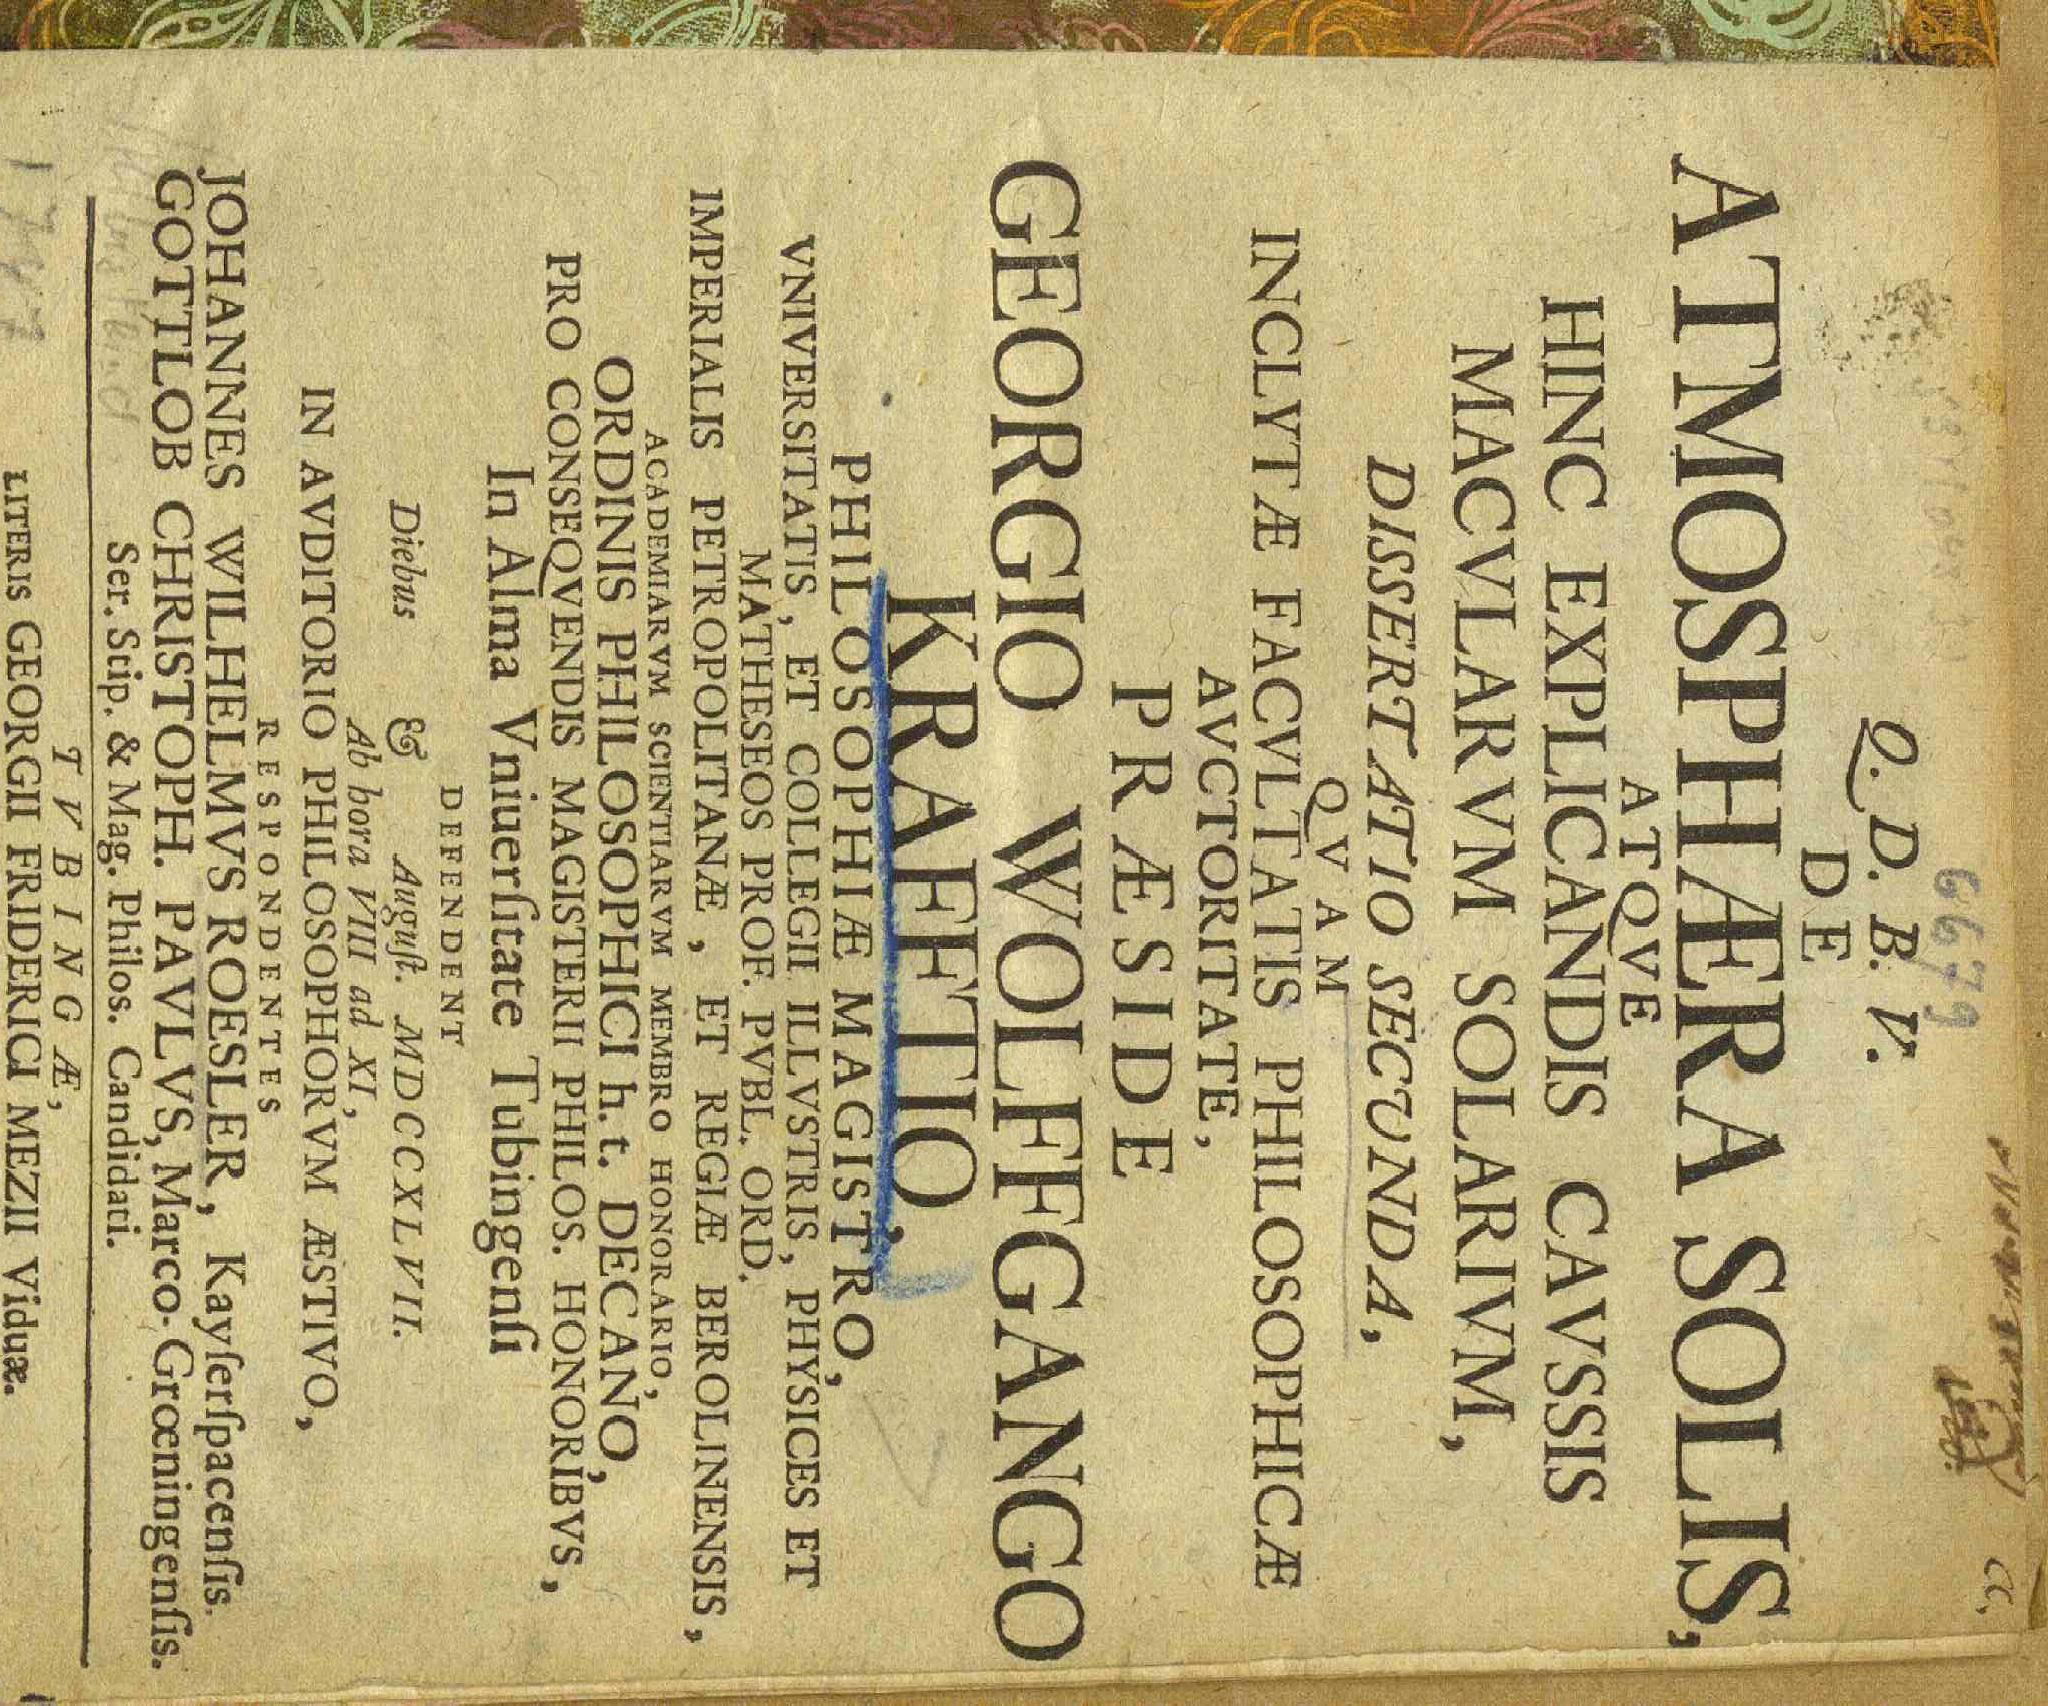 66679
Q. D. B. V.
DE
ATMOSPHÆRA SOLIS,
ATQVE
HINC EXPLICANDIS CAVSSIS
MACVLARVM SOLARIVM,
DISSERTATIO SECUNDA,
QVAM
INCLYTÆ FACVLTATIS PHILOSOPHICÆ
AVCTORITATE,
PRÆSIDE
GEORGIO WOLFFGANGO
KRAFTIO,
PHILOSOPHIÆ MAGISTRO,
VNIVERSITATIS, ET COLLEGII ILLVSTRIS, PHYSICES ET
MATHESEOS PROF. PVBL. ORD.
IMPERIALIS PETROPOLITANÆ, ET REGIÆ BEROLINENSIS,
ACADEMIARVM SCIENTIARVM MEMBRO HONORARIO,
ORDINIS PHILOSOPHICI h. t. DECANO,
PRO CONSEQVENDIS MAGISTERII PHILOS. HONORIBVS,
In Alma Vniuerſitate Tubingenſi
DEFENDENT
Diebus & Auguſt. MDCCXLVII.
Ab hora VIII ad XI,
IN AVDITORIO PHILOSOPHORVM ÆSTIVO,
RESPONDENTES
JOHANNES WILHELMVS ROESLER, Kayſerſpacenſis.
GOTTLOB CHRISTOPH. PAVLVS, Marco-Grœningenſis.
Ser. Stip. & Mag. Philos. Candidati.
TVBINGÆ,
LITERIS GEORGII FRIDERICI MEZII Viduæ.
1747